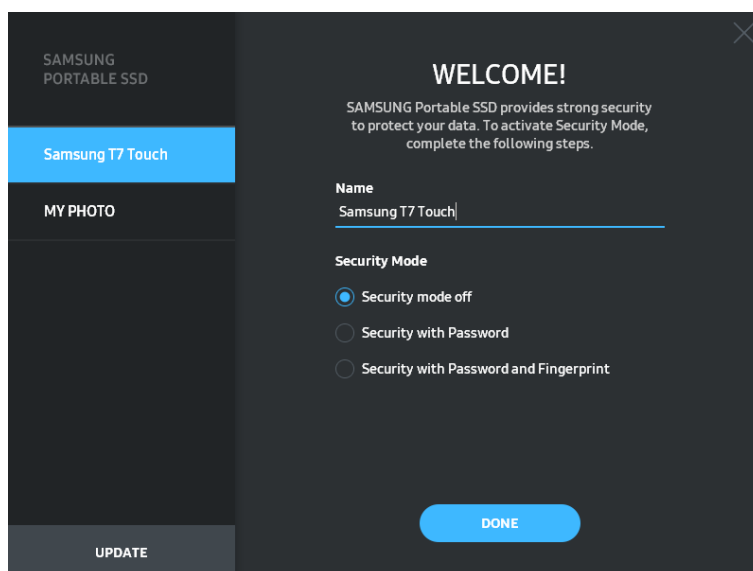 SAMSUNG
PORTABLE SSD
Samsung T7 Touch
MY PHOTO
UPDATE
WELCOME!
SAMSUNG Portable SSD provides strong security
to protect your data. To activate Security Mode,
complete the following steps.
Name
Samsung T7 Touch
Security Mode
Security mode off
Security with Password
Security with Password and Fingerprint
DONE